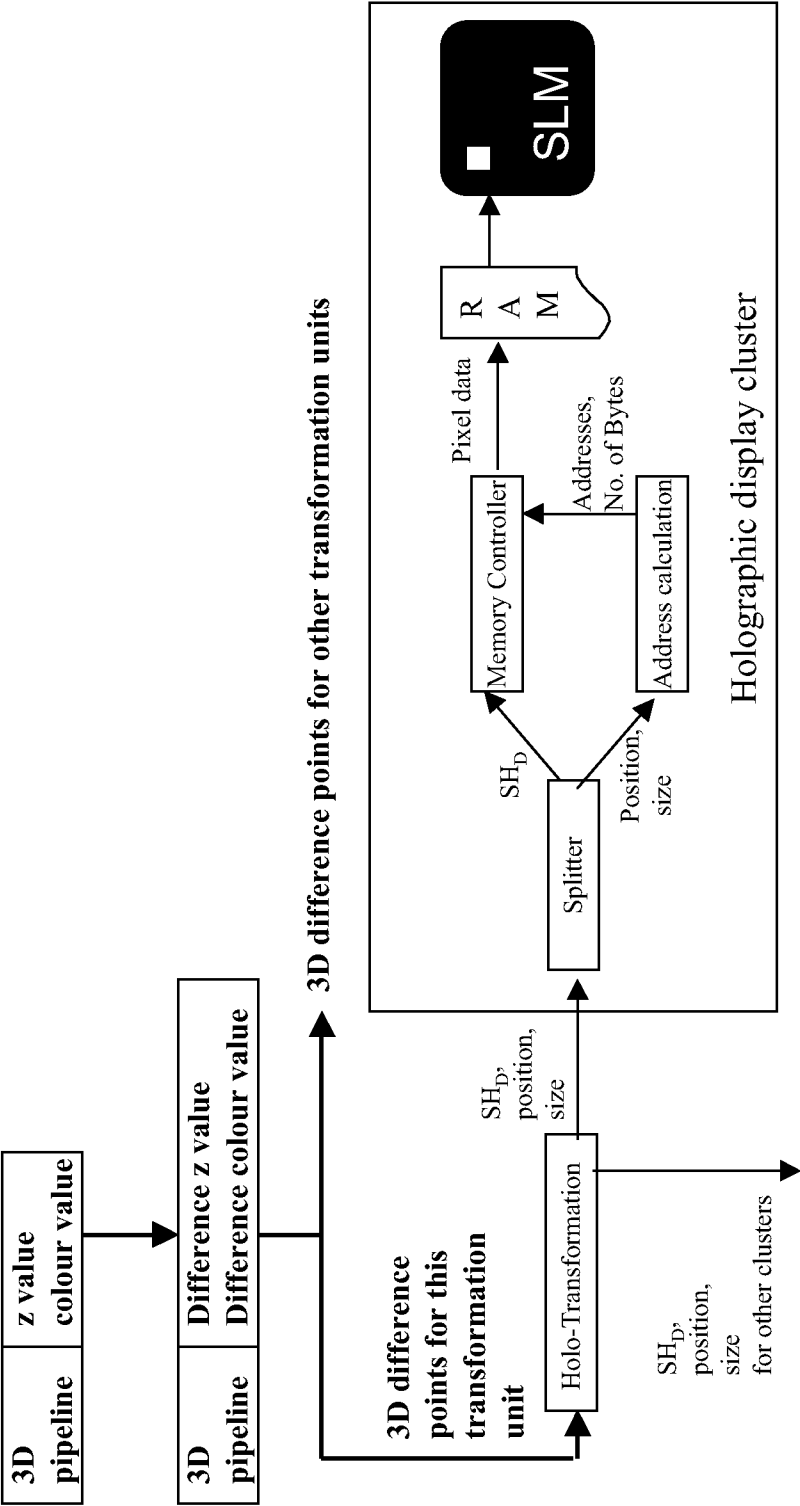 3D
pipeline
z value
colour value
3D
pipeline
Difference z value
Difference colour value
3D difference points for other transformation units
3D difference
points for this
transformation
unit
Holo-Transformation
SH_D,
position,
size
SH_D,
position,
size
for other clusters
Splitter
SH_D
Position,
size
Memory Controller
Address calculation
Addresses,
No. of Bytes
Pixel data
R
A
M
SLM
Holographic display cluster